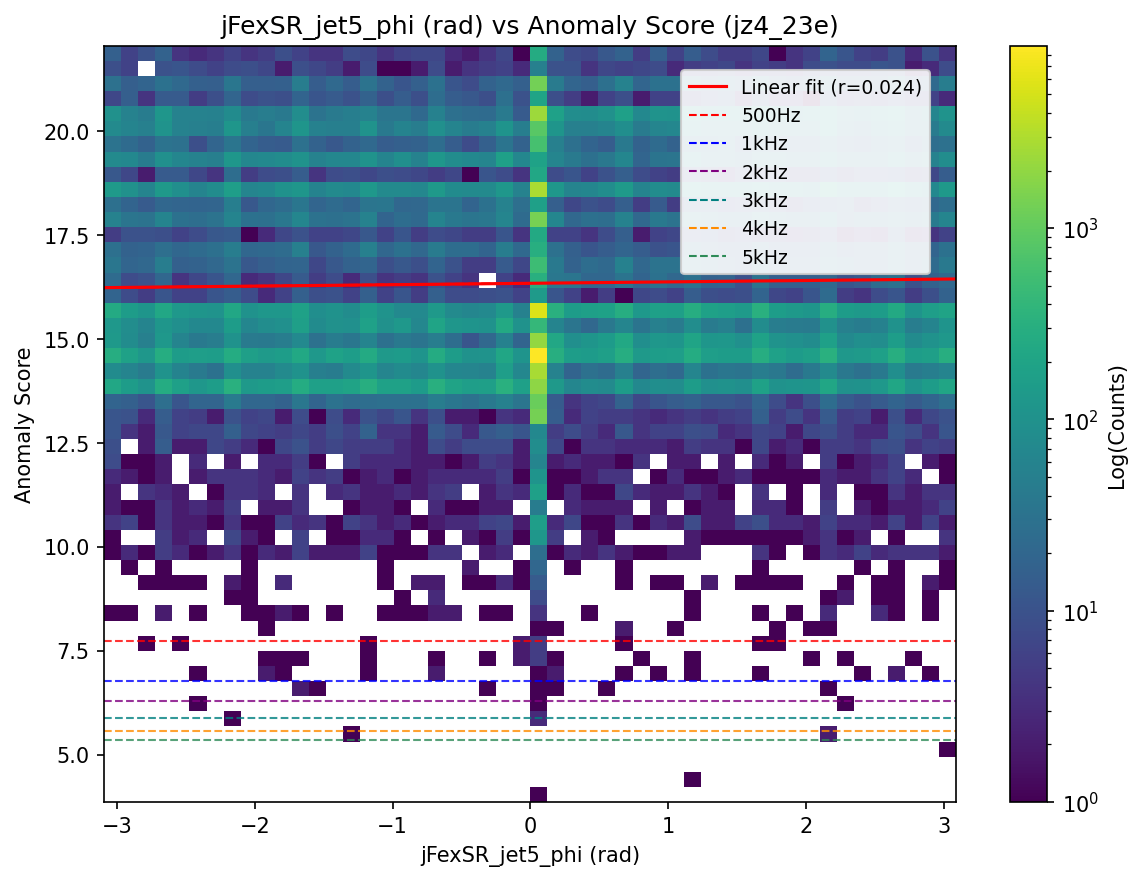 jFexSR_jet5_phi (rad) vs Anomaly Score (jz4_23e)
Linear fit (r=0.024)
500Hz
1kHz
2kHz
3kHz
4kHz
5kHz
20.0
17.5
15.0
12.5
10.0
7.5
5.0
Anomaly Score
−3
−2
−1
0
1
2
3
jFexSR_jet5_phi (rad)
10³
10²
10¹
10⁰
Log(Counts)